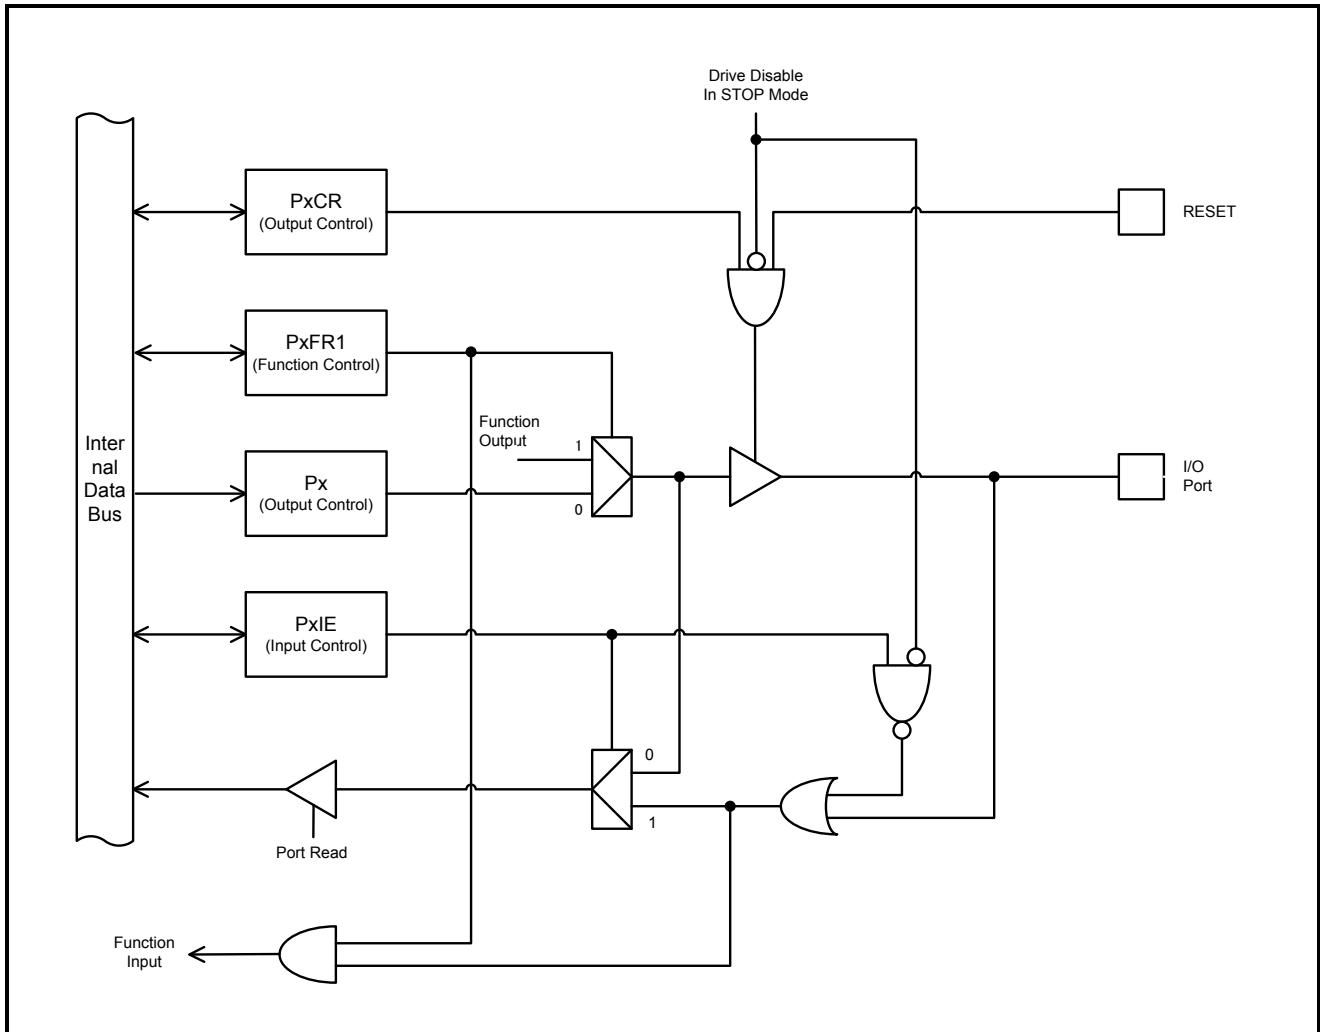 Drive Disable
In STOP Mode
PxCR
(Output Control)
RESET
PxFR1
(Function Control)
Function
Output
1
Inter
nal
Data
Bus
Px
(Output Control)
0
I/O
Port
PxIE
(Input Control)
0
1
Port Read
Function
Input